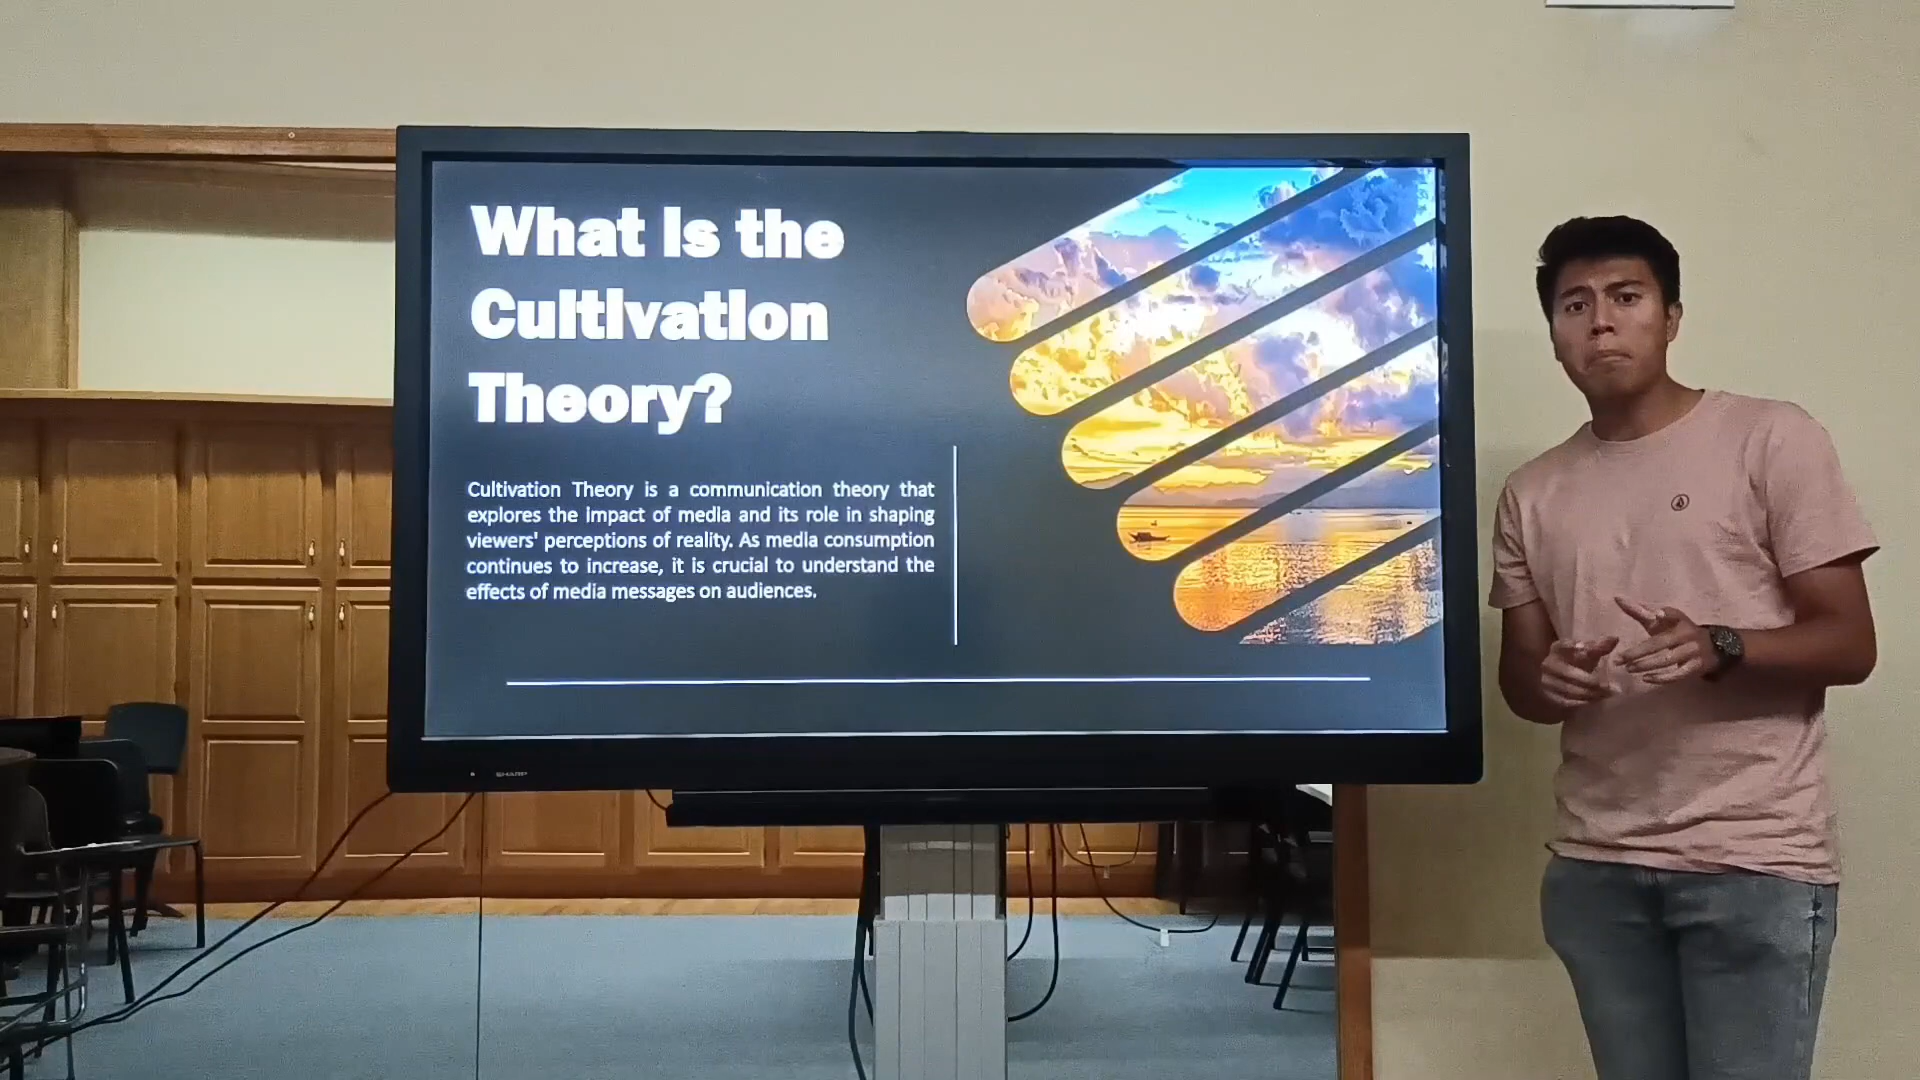 What Is the
Cultivation
Theory?
Cultivation Theory is a communication theory that
explores the impact of media and its role in shaping
viewers' perceptions of reality. As media consumption
continues to increase, it is crucial to understand the
effects of media messages on audiences.
SHARP